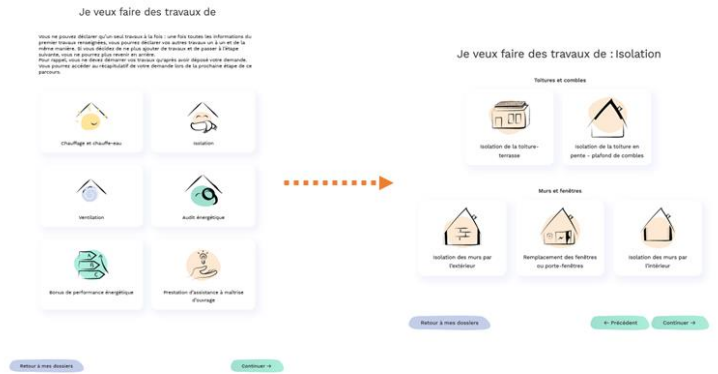 Je veux faire des travaux de
Vous ne pouvez déclarer qu'un seul travaux à la fois : une fois toutes les informations du
premier travaux renseignées, vous pourrez déclarer vos autres travaux un à un et de la
même manière. Si vous décidez de ne plus ajouter de travaux et de passer à l'étape
suivante, vous ne pourrez plus revenir en arrière.
Pour rappel, vous ne devez démarrer vos travaux qu'après avoir déposé votre demande.
Vous pourrez accéder au récapitulatif de votre demande lors de la prochaine étape de ce
parcours.
Chauffage et chauffe-eau
Isolation
Ventilation
Audit énergétique
Bonus de performance énergétique
Prestation d'assistance à maîtrise
d'ouvrage
Retour à mes dossiers
Continuer →
Je veux faire des travaux de : Isolation
Toitures et combles
Isolation de la toiture-
terrasse
Isolation de la toiture en
pente - plafond de combles
Murs et fenêtres
Isolation des murs par
l'extérieur
Remplacement des fenêtres
ou porte-fenêtres
Isolation des murs par
l'intérieur
Retour à mes dossiers
← Précédent
Continuer →